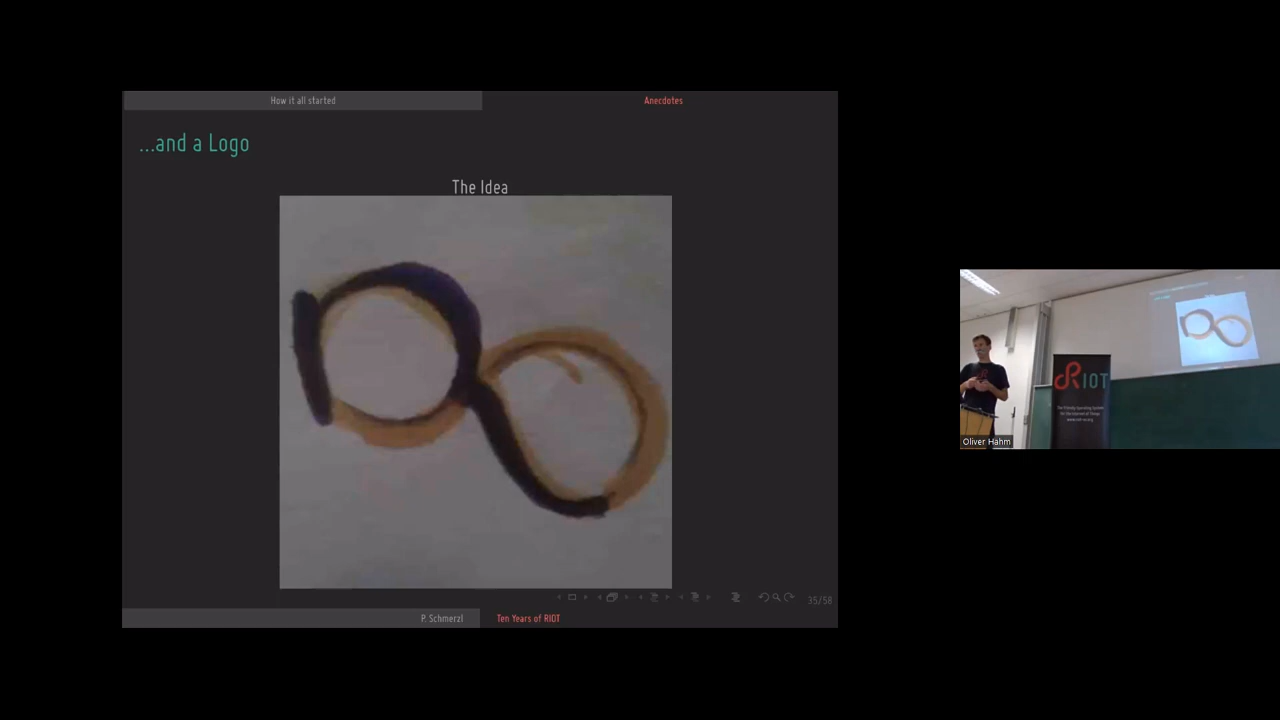 How it all started
Anecdotes
...and a Logo
The Idea
35/58
P. Schmerzl
Ten Years of RIOT
RIOT
Oliver Hahm